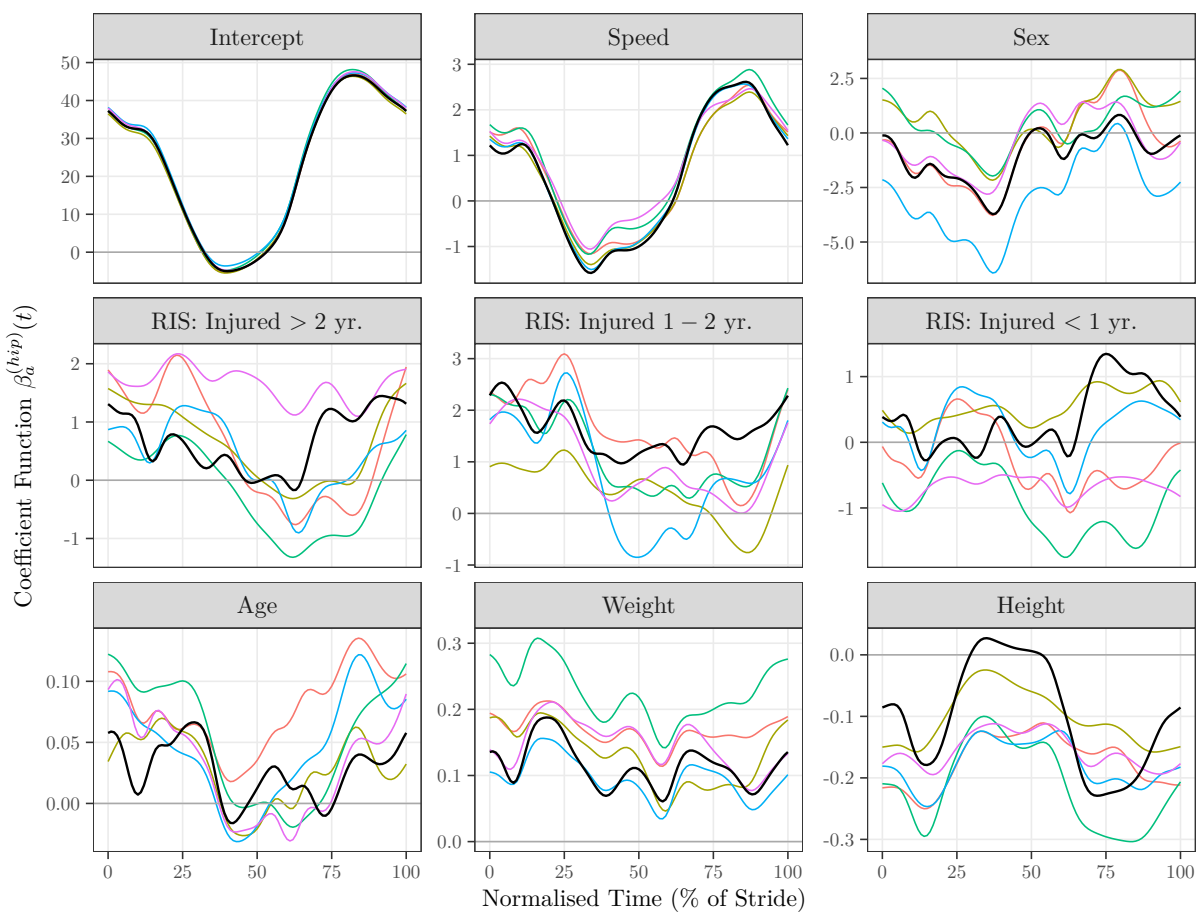 Intercept
Speed
Sex
50
40
30
20
10
0
3
2
1
0
-1
2.5
0.0
-2.5
-5.0
Coefficient Function β_a^{(hip)}(t)
RIS: Injured > 2 yr.
RIS: Injured 1 − 2 yr.
RIS: Injured < 1 yr.
2
1
0
-1
3
2
1
0
-1
1
0
-1
Age
Weight
Height
0.10
0.05
0.00
0.3
0.2
0.1
0.0
0.0
-0.1
-0.2
-0.3
0 25 50 75 100
0 25 50 75 100
0 25 50 75 100
Normalised Time (% of Stride)